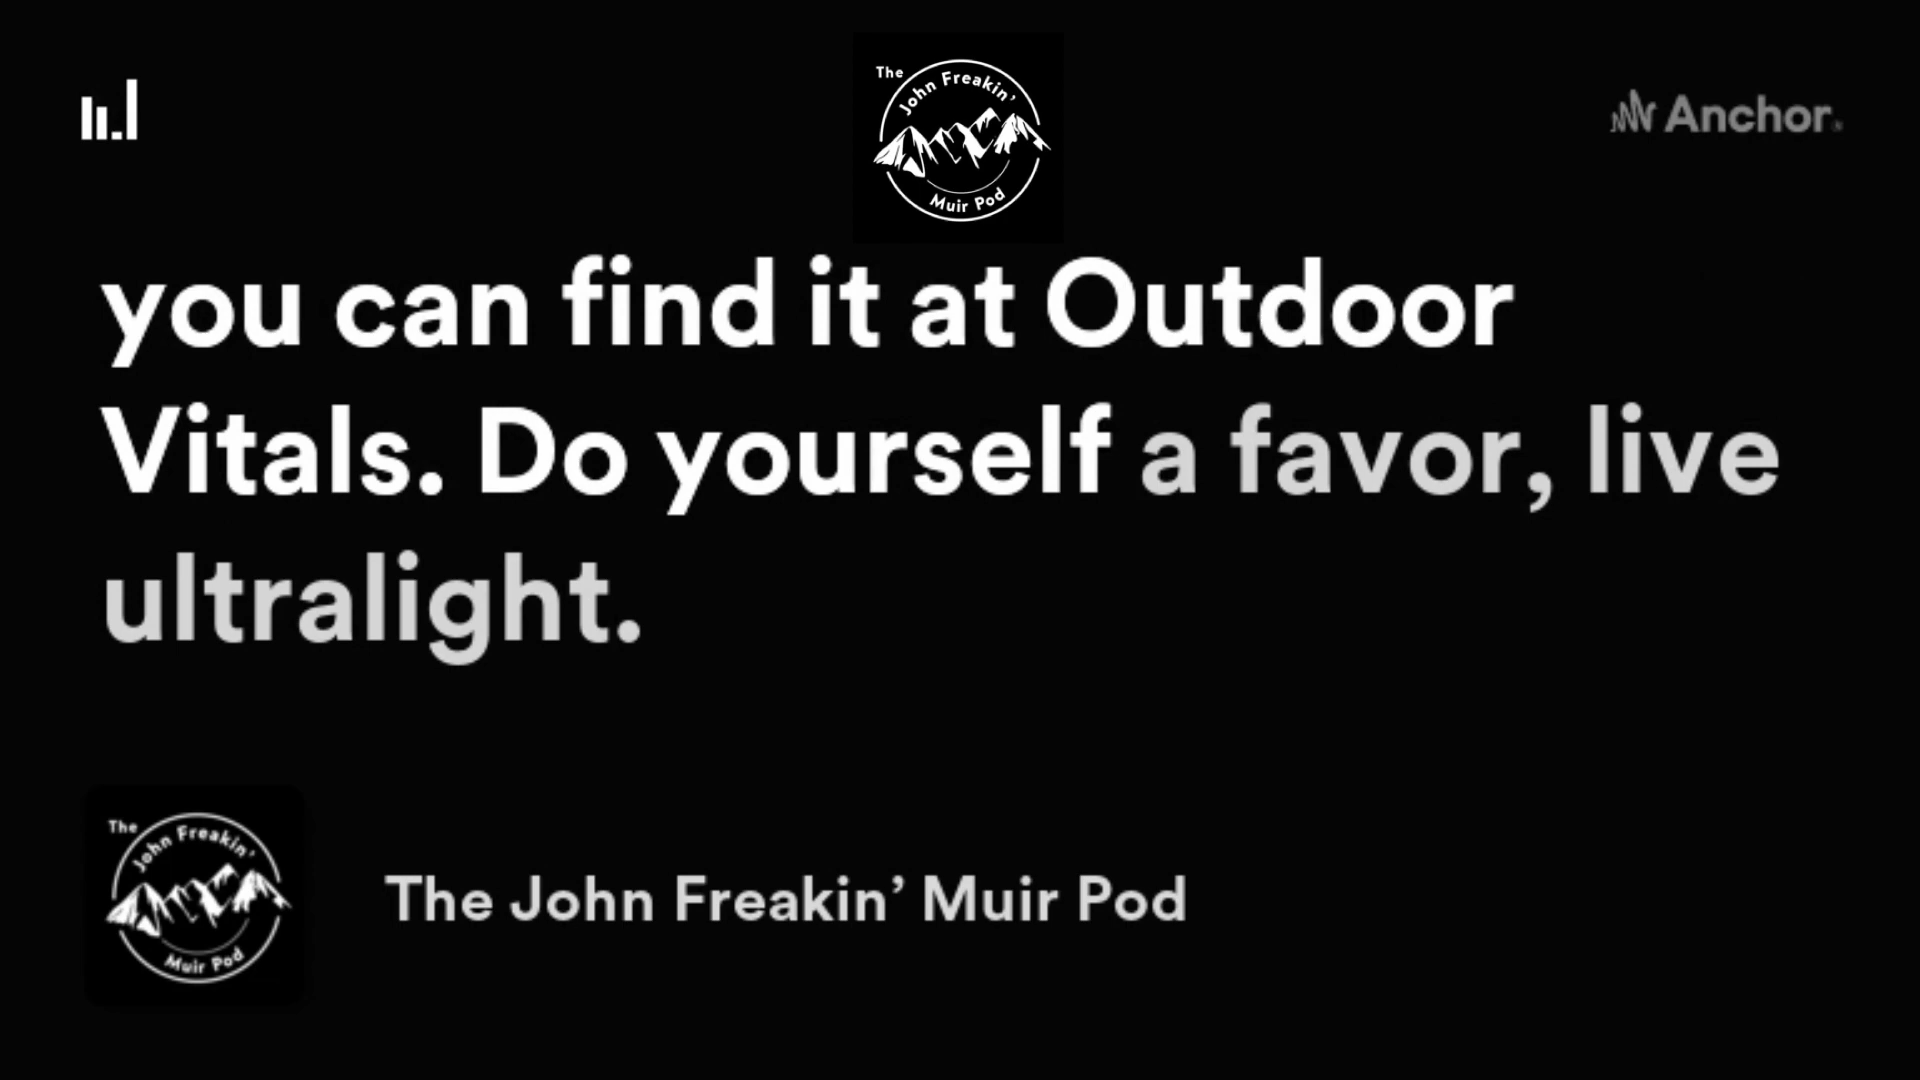 The
John Freakin’
Muir Pod
Anchor
you can find it at Outdoor
Vitals. Do yourself a favor, live
ultralight.
The
John Freakin’
Muir Pod
The John Freakin’ Muir Pod